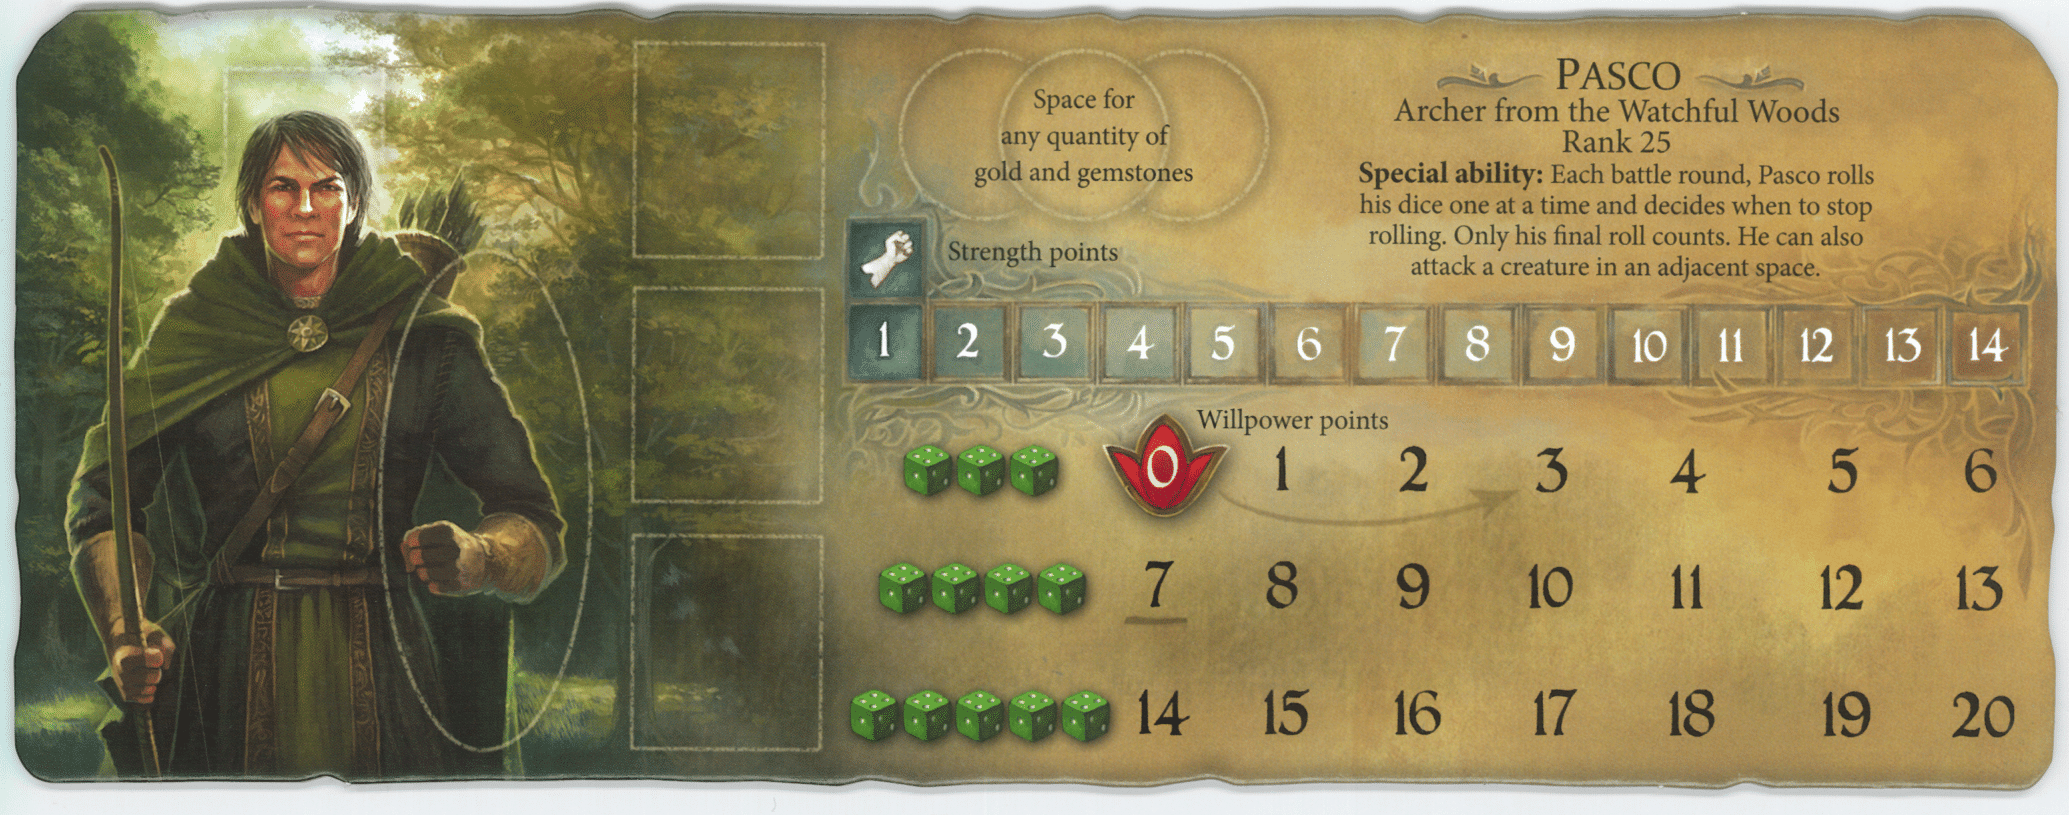 Space for
any quantity of
gold and gemstones
PASCO
Archer from the Watchful Woods
Rank 25
Special ability: Each battle round, Pasco rolls
his dice one at a time and decides when to stop
rolling. Only his final roll counts. He can also
attack a creature in an adjacent space.
Strength points
1 2 3 4 5 6 7 8 9 10 11 12 13 14
Willpower points
0 1 2 3 4 5 6
7 8 9 10 11 12 13
14 15 16 17 18 19 20